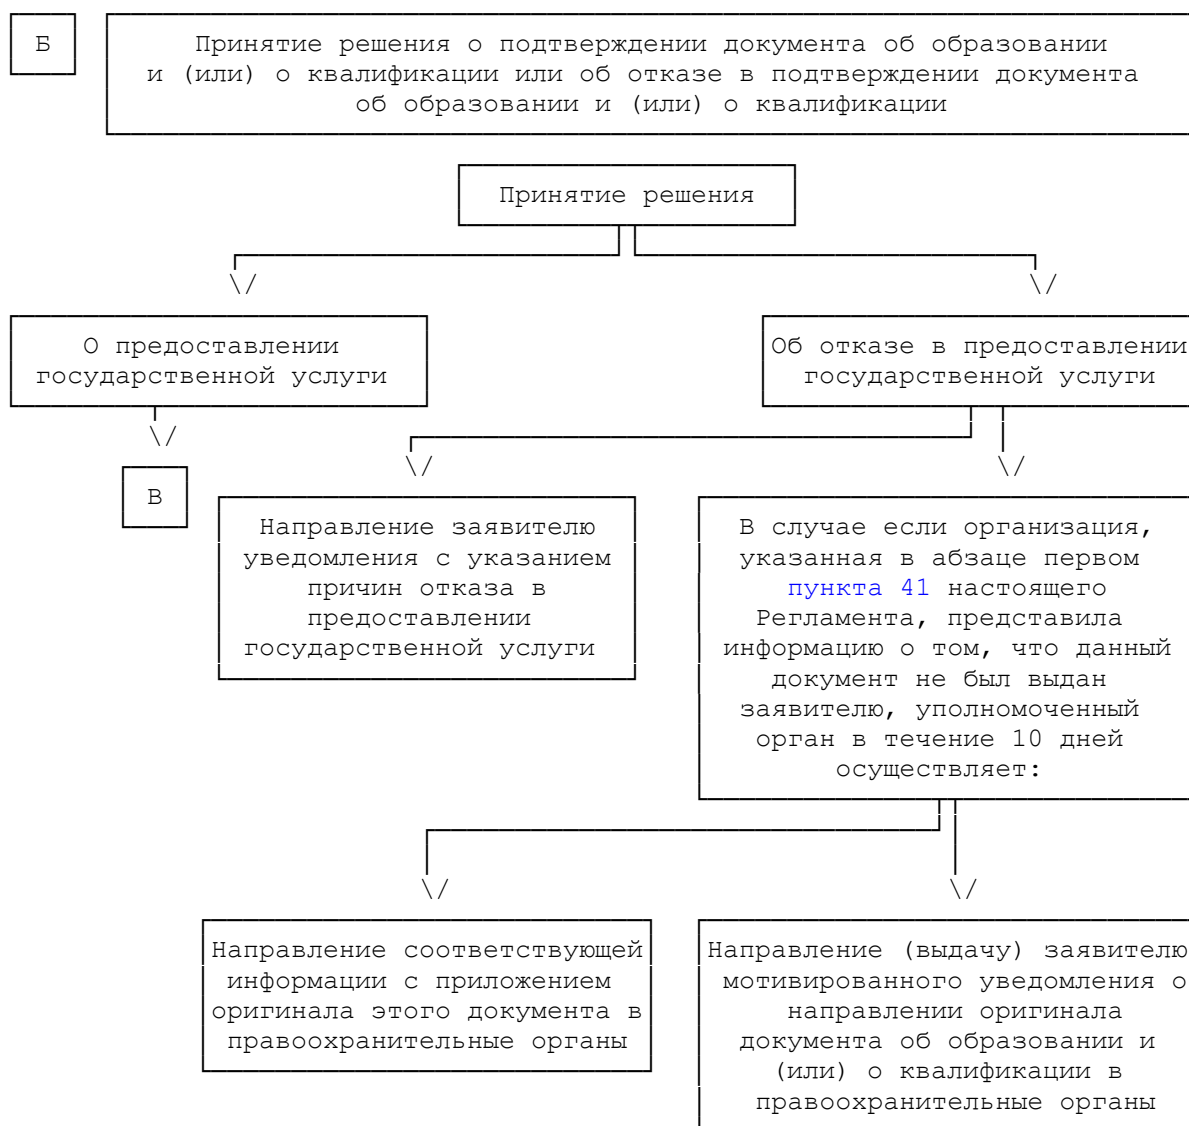 Б
Принятие решения о подтверждении документа об образовании
и (или) о квалификации или об отказе в подтверждении документа
об образовании и (или) о квалификации
Принятие решения
\/
\/
О предоставлении
государственной услуги
Об отказе в предоставлении
государственной услуги
\/
\/
\/
В
Направление заявителю
уведомления с указанием
причин отказа в
предоставлении
государственной услуги
В случае если организация,
указанная в абзаце первом
пункта 41 настоящего
Регламента, представила
информацию о том, что данный
документ не был выдан
заявителю, уполномоченный
орган в течение 10 дней
осуществляет:
\/
\/
Направление соответствующей
информации с приложением
оригинала этого документа в
правоохранительные органы
Направление (выдачу) заявителю
мотивированного уведомления о
направлении оригинала
документа об образовании и
(или) о квалификации в
правоохранительные органы